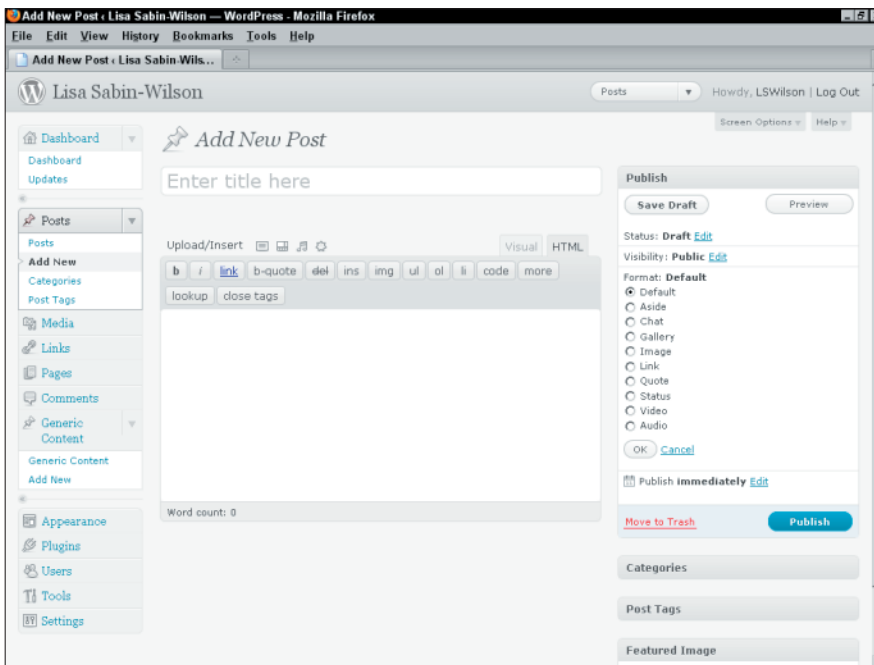 Add New Post ‹ Lisa Sabin-Wilson — WordPress - Mozilla Firefox
File Edit View History Bookmarks Tools Help
Add New Post ‹ Lisa Sabin-Wils...
Lisa Sabin-Wilson
Posts
Howdy, LSWilson | Log Out
Screen Options
Help
Dashboard
Dashboard
Updates
Posts
Posts
Add New
Categories
Post Tags
Media
Links
Pages
Comments
Generic
Content
Generic Content
Add New
Appearance
Plugins
Users
Tools
Settings
Add New Post
Enter title here
Upload/Insert
Visual HTML
b i link b-quote del ins img ul ol li code more
lookup close tags
Word count: 0
Publish
Save Draft Preview
Status: Draft Edit
Visibility: Public Edit
Format: Default
Default
Aside
Chat
Gallery
Image
Link
Quote
Status
Video
Audio
OK Cancel
Publish immediately Edit
Move to Trash Publish
Categories
Post Tags
Featured Image